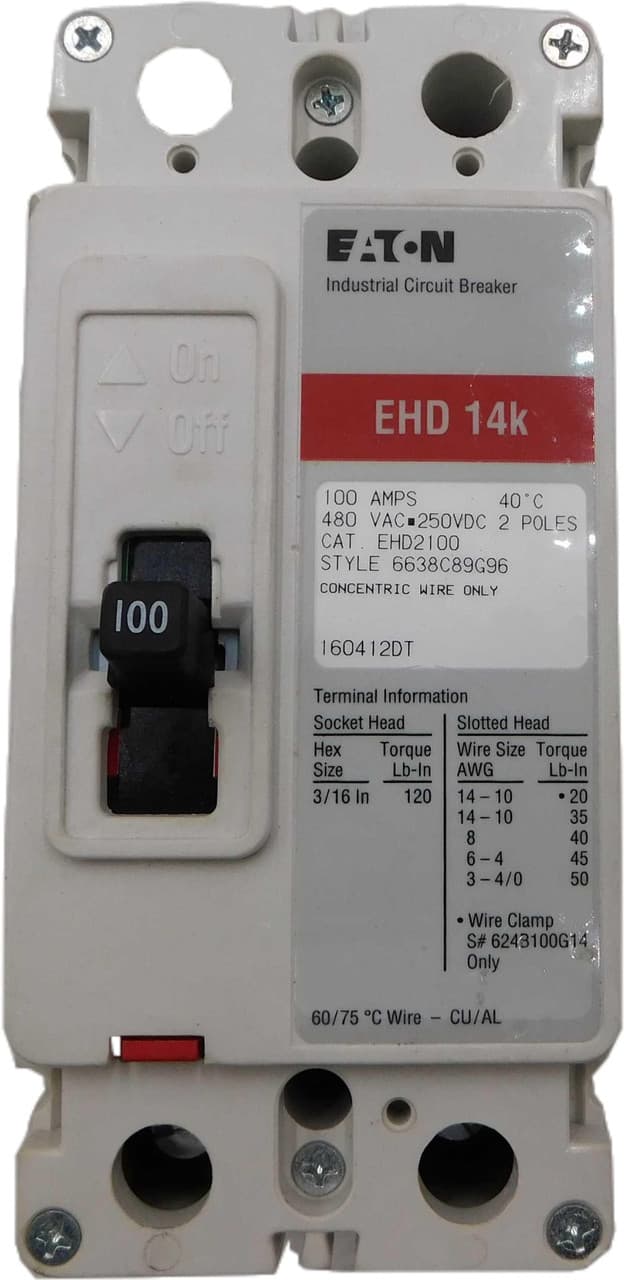 EATON
Industrial Circuit Breaker
On
Off
EHD 14k
100 AMPS 40°C
480 VAC▪250VDC 2 POLES
CAT. EHD2100
STYLE 6638C89G96
CONCENTRIC WIRE ONLY
160412DT
100
Terminal Information
Socket Head
Hex Size Torque Lb-In
3/16 In 120
Slotted Head
Wire Size AWG Torque Lb-In
14 – 10 • 20
14 – 10 35
8 40
6 – 4 45
3 – 4/0 50
• Wire Clamp
S# 6243100G14
Only
60/75 °C Wire – CU/AL